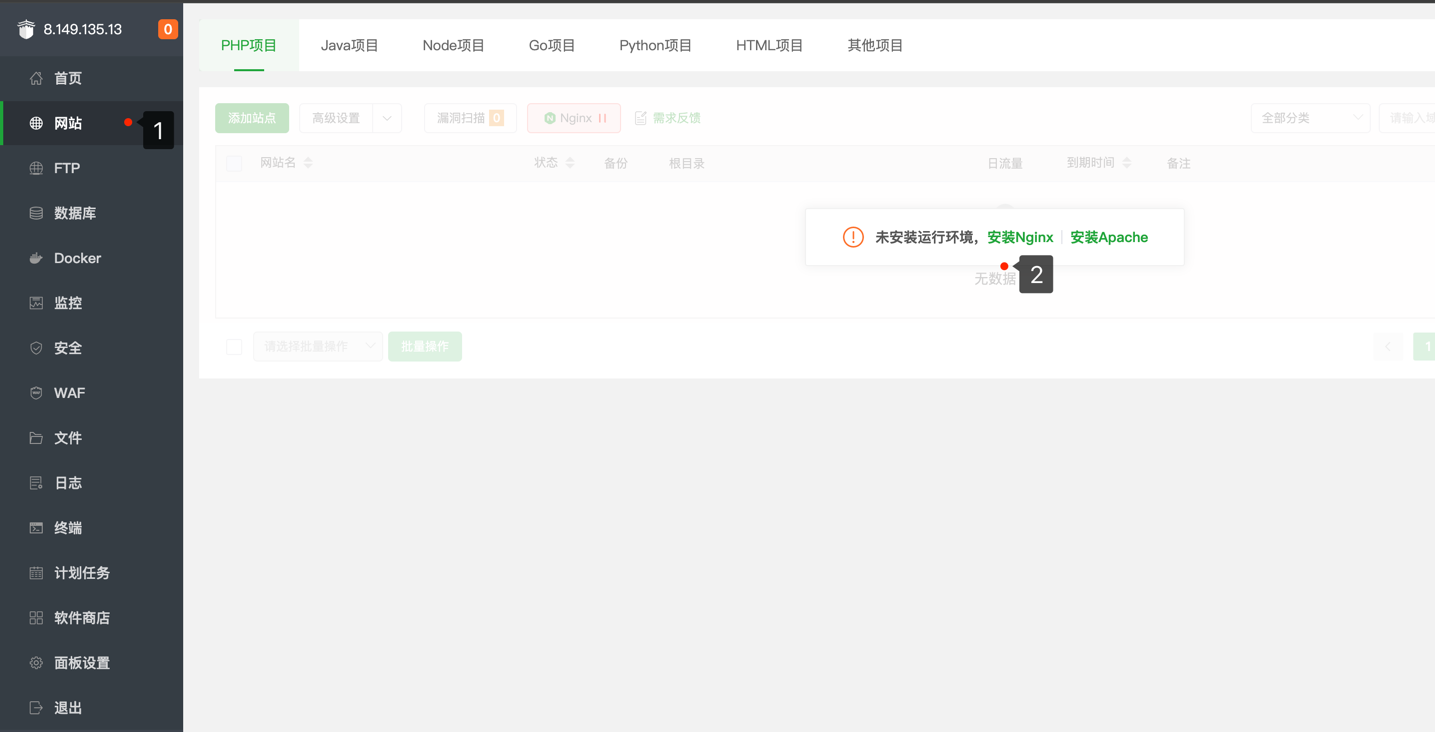 8.149.135.13 0
首页
网站 1
FTP
数据库
Docker
监控
安全
WAF
文件
日志
终端
计划任务
软件商店
面板设置
退出
PHP项目 Java项目 Node项目 Go项目 Python项目 HTML项目 其他项目
添加站点 高级设置 漏洞扫描 0 Nginx 需求反馈 全部分类 请输入域
网站名 状态 备份 根目录 日流量 到期时间 备注
未安装运行环境，安装Nginx 安装Apache
无数据 2
请选择批量操作 批量操作 1